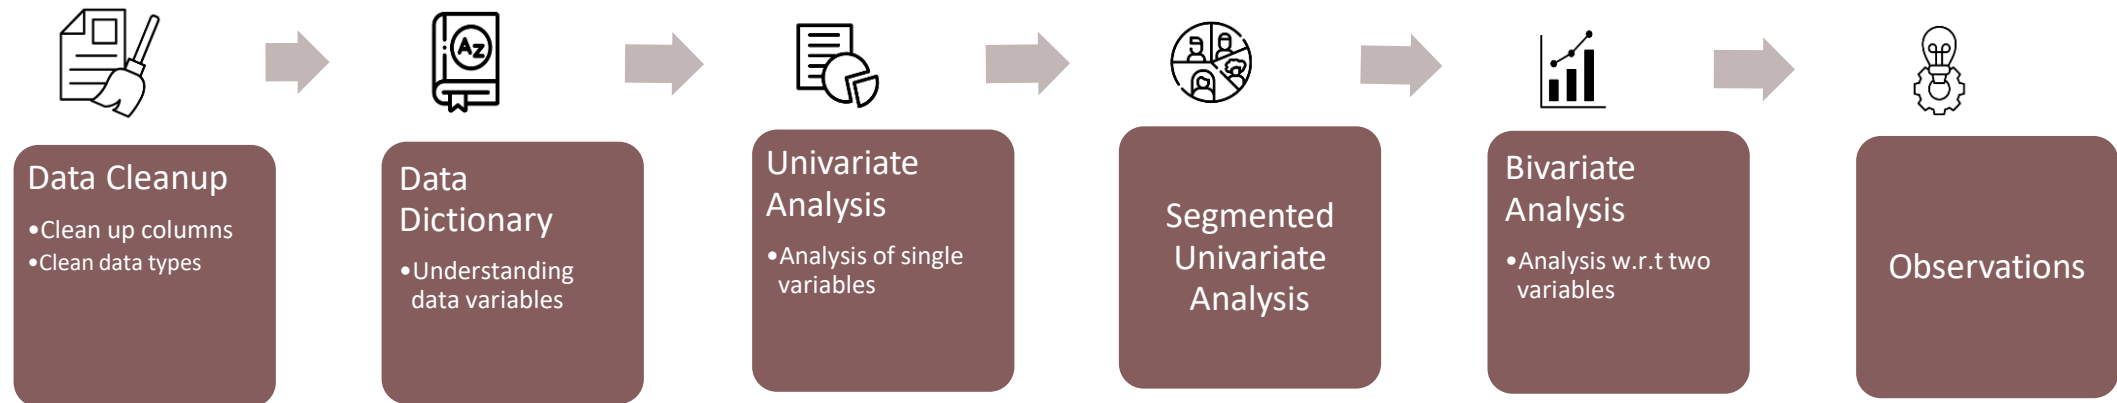 AZ
Data Cleanup
•Clean up columns
•Clean data types
Data
Dictionary
•Understanding
data variables
Univariate
Analysis
•Analysis of single
variables
Segmented
Univariate
Analysis
Bivariate
Analysis
•Analysis w.r.t two
variables
Observations